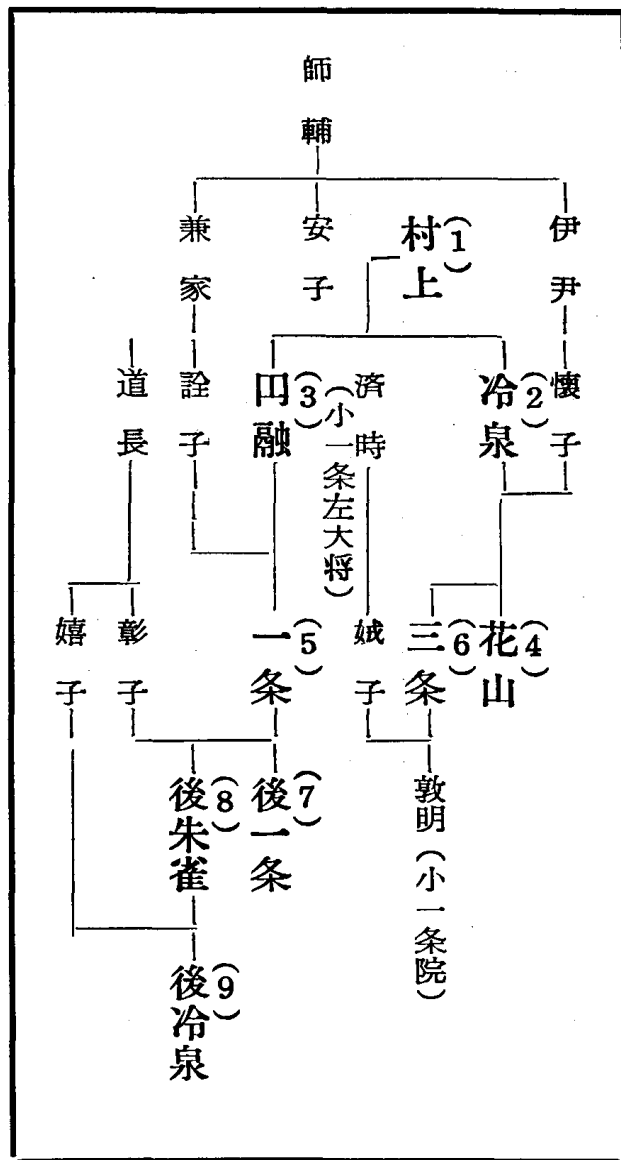 師輔
伊尹
安子
兼家
(1)
村上
懐子
(2)
冷泉
済時
(小一条左大将)
(3)
円融
詮子
道長
(4)
花山
(6)
三条
娍子
(5)
一条
彰子
嬉子
敦明(小一条院)
(7)
後一条
(8)
後朱雀
(9)
後冷泉